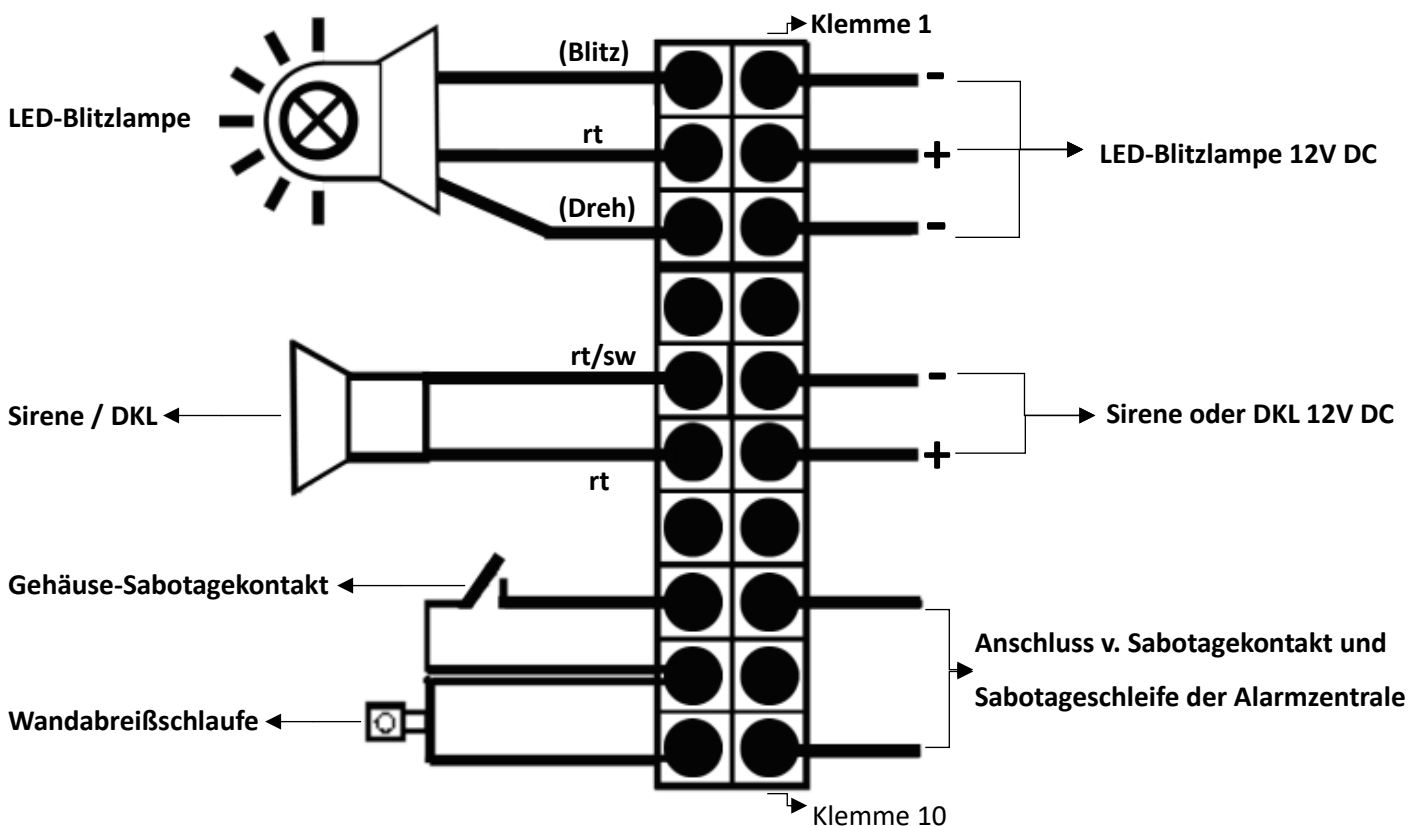 Klemme 1
(Blitz)
-
LED-Blitzlampe
rt
+
LED-Blitzlampe 12V DC
(Dreh)
-
rt/sw
-
Sirene / DKL
Sirene oder DKL 12V DC
+
rt
Gehäuse-Sabotagekontakt
Anschluss v. Sabotagekontakt und
Sabotageschleife der Alarmzentrale
Wandabreißschlaufe
Klemme 10